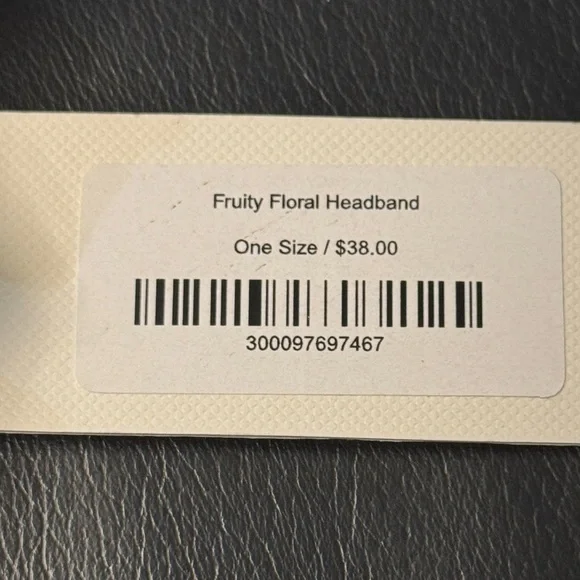 Fruity Floral Headband
One Size / $38.00
300097697467